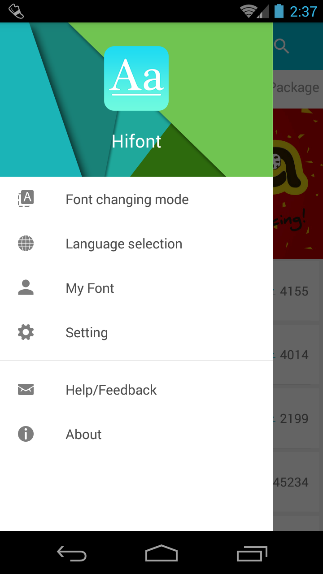 2:37
Aa
Hifont
Package
Font changing mode
Language selection
My Font
Setting
Help/Feedback
About
4155
4014
2199
45234